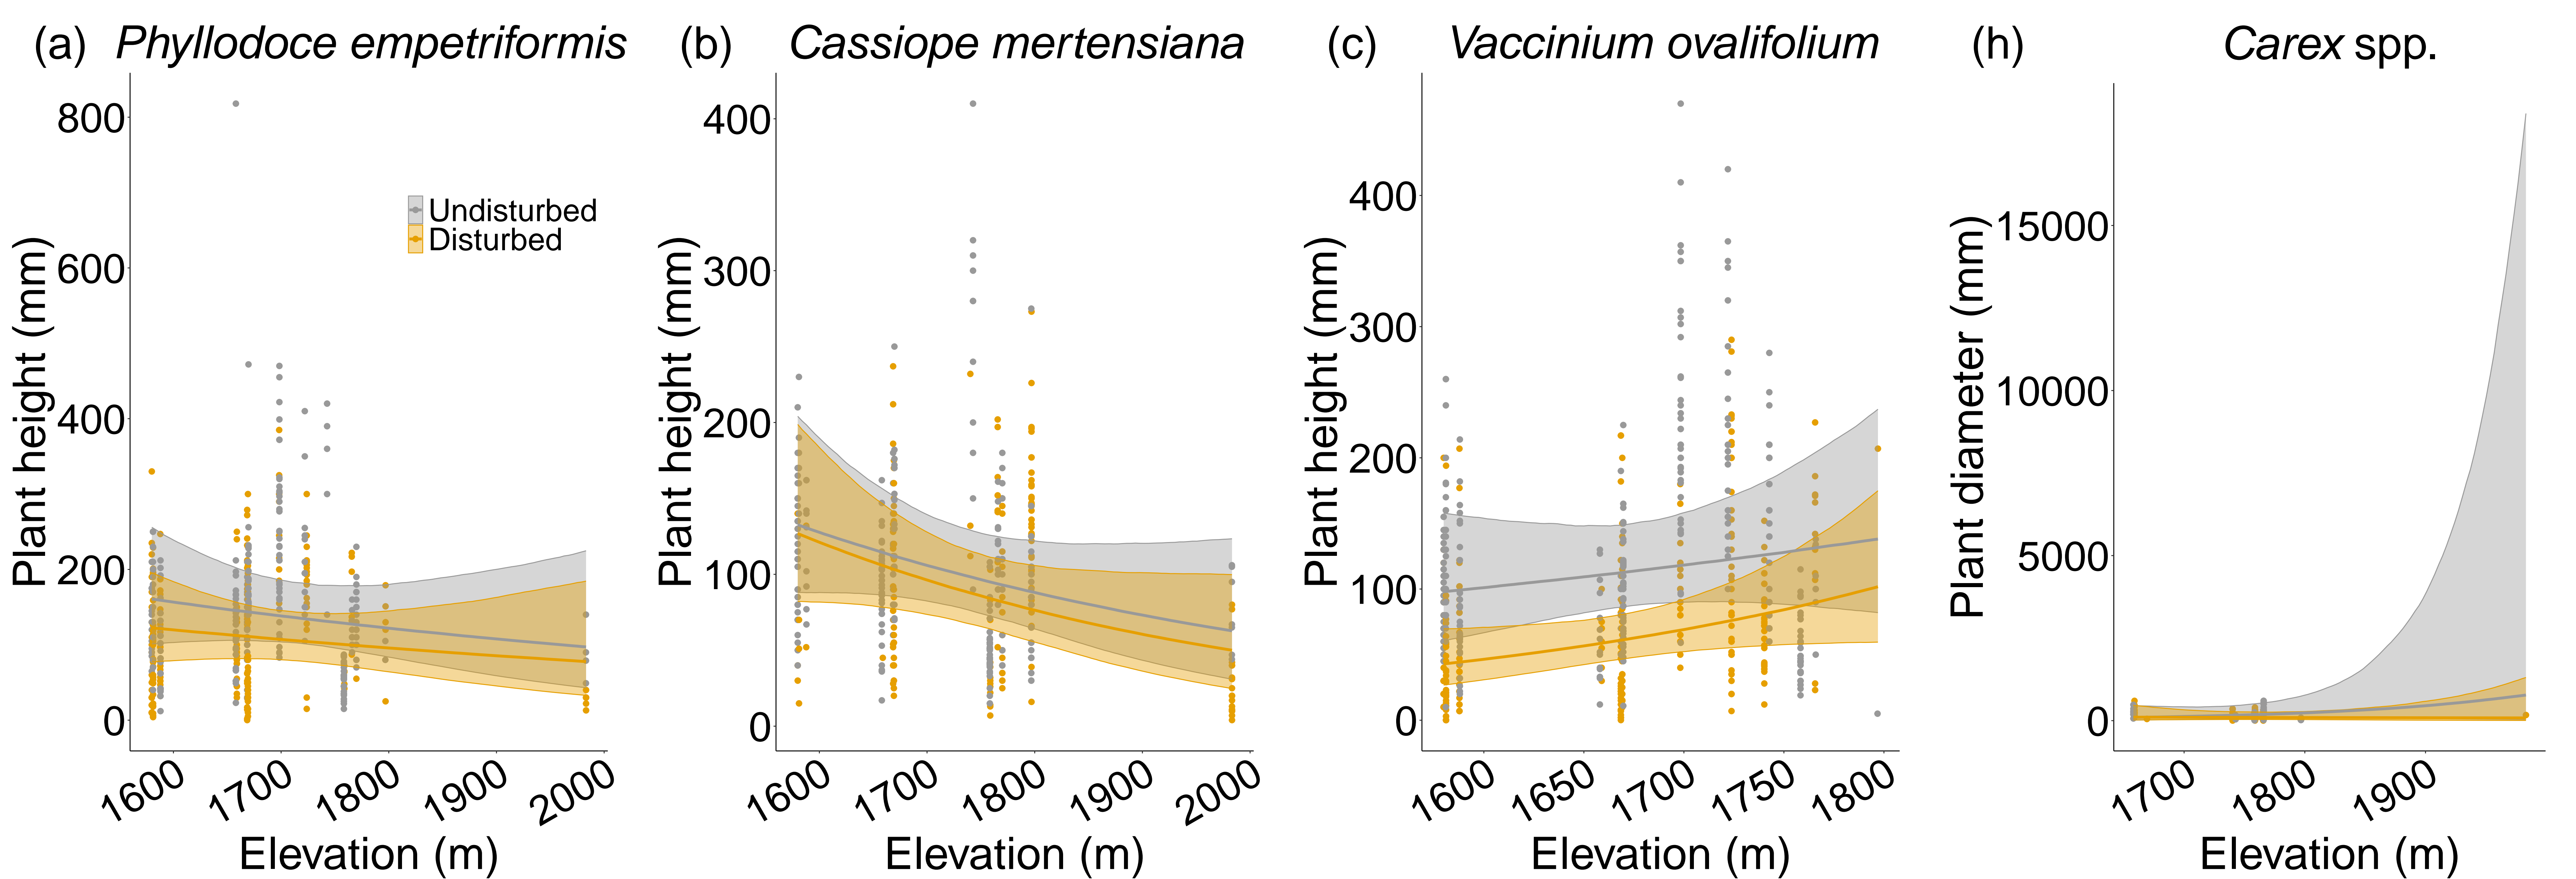 (a) Phyllodoce empetriformis
Plant height (mm)
800
600
400
200
0
Undisturbed
Disturbed
1600 1700 1800 1900 2000
Elevation (m)
(b) Cassiope mertensiana
Plant height (mm)
400
300
200
100
0
1600 1700 1800 1900 2000
Elevation (m)
(c) Vaccinium ovalifolium
Plant height (mm)
400
300
200
100
0
1600 1650 1700 1750 1800
Elevation (m)
(h) Carex spp.
Plant diameter (mm)
15000
10000
5000
0
1700 1800 1900
Elevation (m)